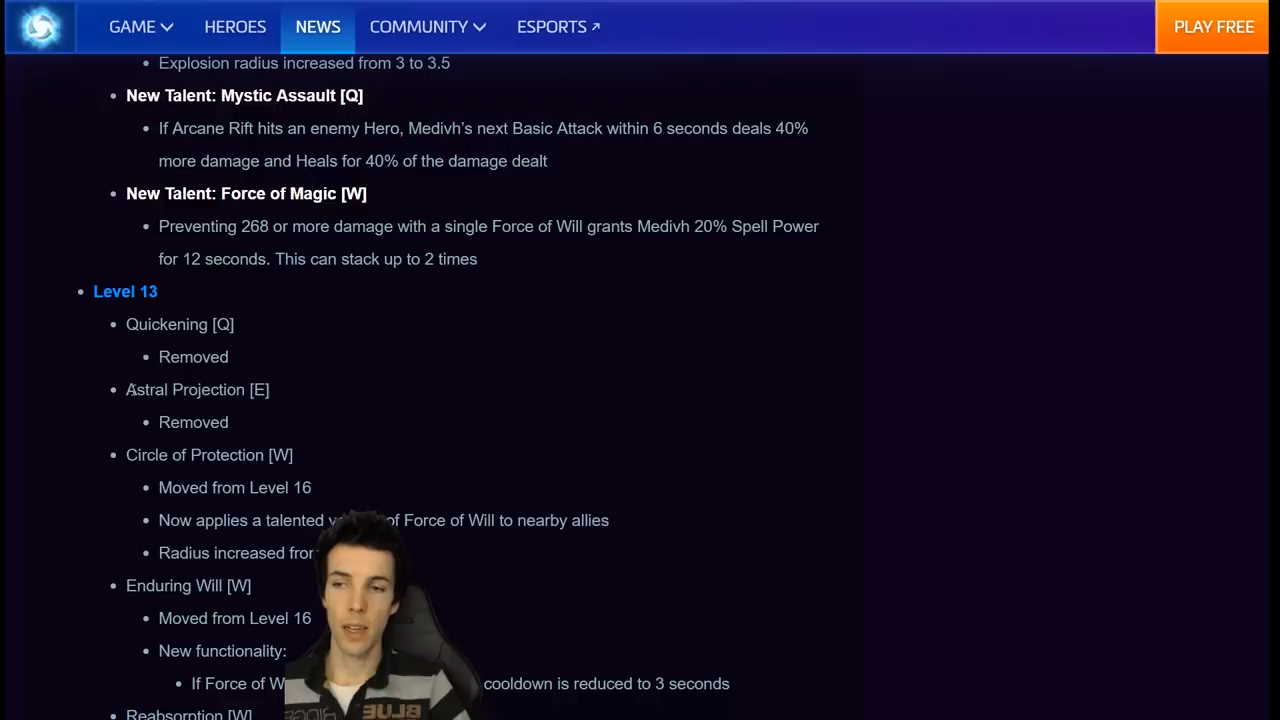 GAME HEROES NEWS COMMUNITY ESPORTS PLAY FREE
Explosion radius increased from 3 to 3.5
New Talent: Mystic Assault [Q]
If Arcane Rift hits an enemy Hero, Medivh's next Basic Attack within 6 seconds deals 40%
more damage and Heals for 40% of the damage dealt
New Talent: Force of Magic [W]
Preventing 268 or more damage with a single Force of Will grants Medivh 20% Spell Power
for 12 seconds. This can stack up to 2 times
Level 13
Quickening [Q]
Removed
Astral Projection [E]
Removed
Circle of Protection [W]
Moved from Level 16
Now applies a talented of Force of Will to nearby allies
Radius increased from
Enduring Will [W]
Moved from Level 16
New functionality:
If Force of cooldown is reduced to 3 seconds
Reabsorption [W]
BLUE